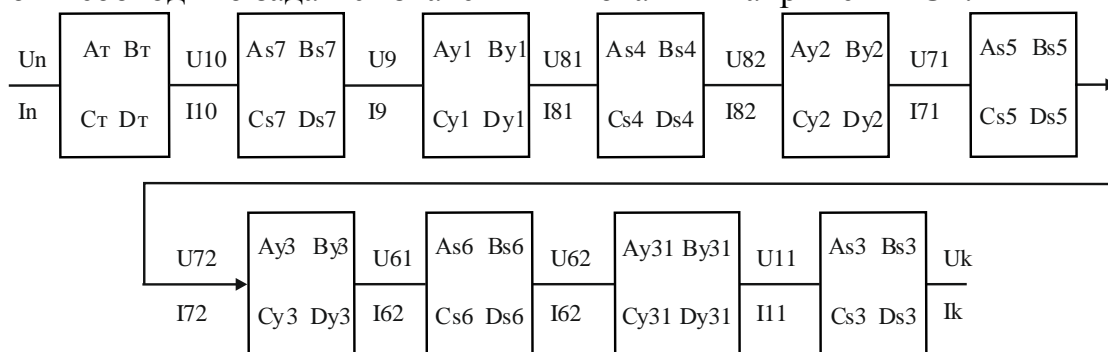 Ат Вт As7 Bs7 Ay1 By1 As4 Bs4 Ay2 By2 As5 Bs5
Un U10 U9 U81 U82 U71
In I10 I9 I81 I82 I71
Ст Dт Cs7 Ds7 Cy1 Dy1 Cs4 Ds4 Cy2 Dy2 Cs5 Ds5
Ay3 By3 As6 Bs6 Ay31 By31 As3 Bs3
U72 U61 U62 U11 Uk
I72 I62 I62 I11 Ik
Cy3 Dy3 Cs6 Ds6 Cy31 Dy31 Cs3 Ds3